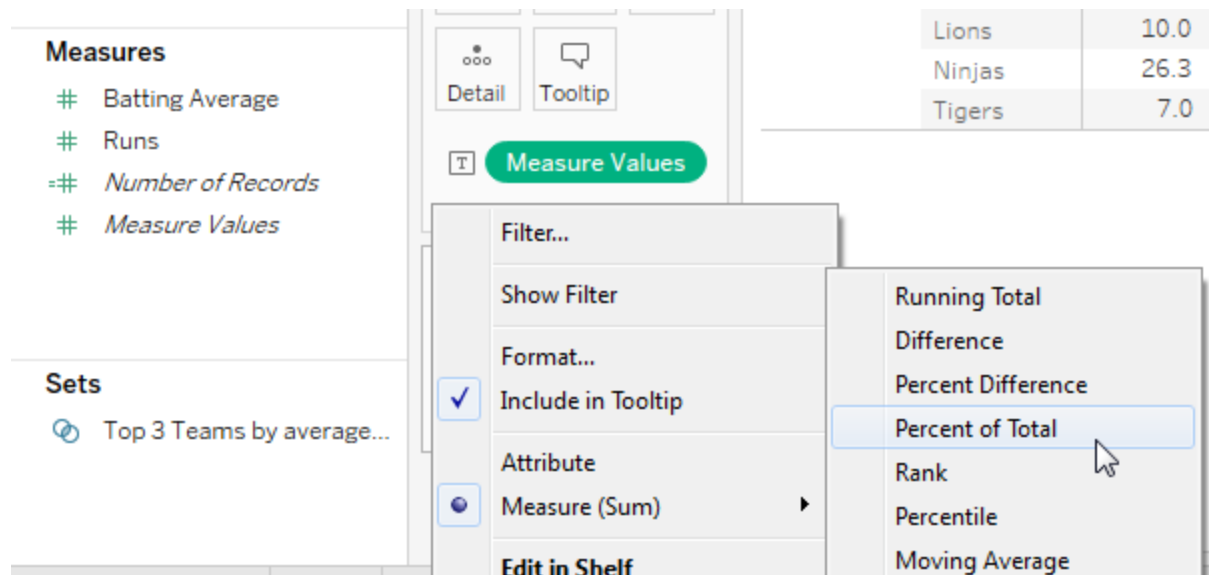 Measures
Batting Average
Runs
Number of Records
Measure Values
Sets
Top 3 Teams by average...
Detail
Tooltip
T
Measure Values
Filter...
Show Filter
Format...
Include in Tooltip
Attribute
Measure (Sum)
Edit in Shelf
Lions 10.0
Ninjas 26.3
Tigers 7.0
Running Total
Difference
Percent Difference
Percent of Total
Rank
Percentile
Moving Average